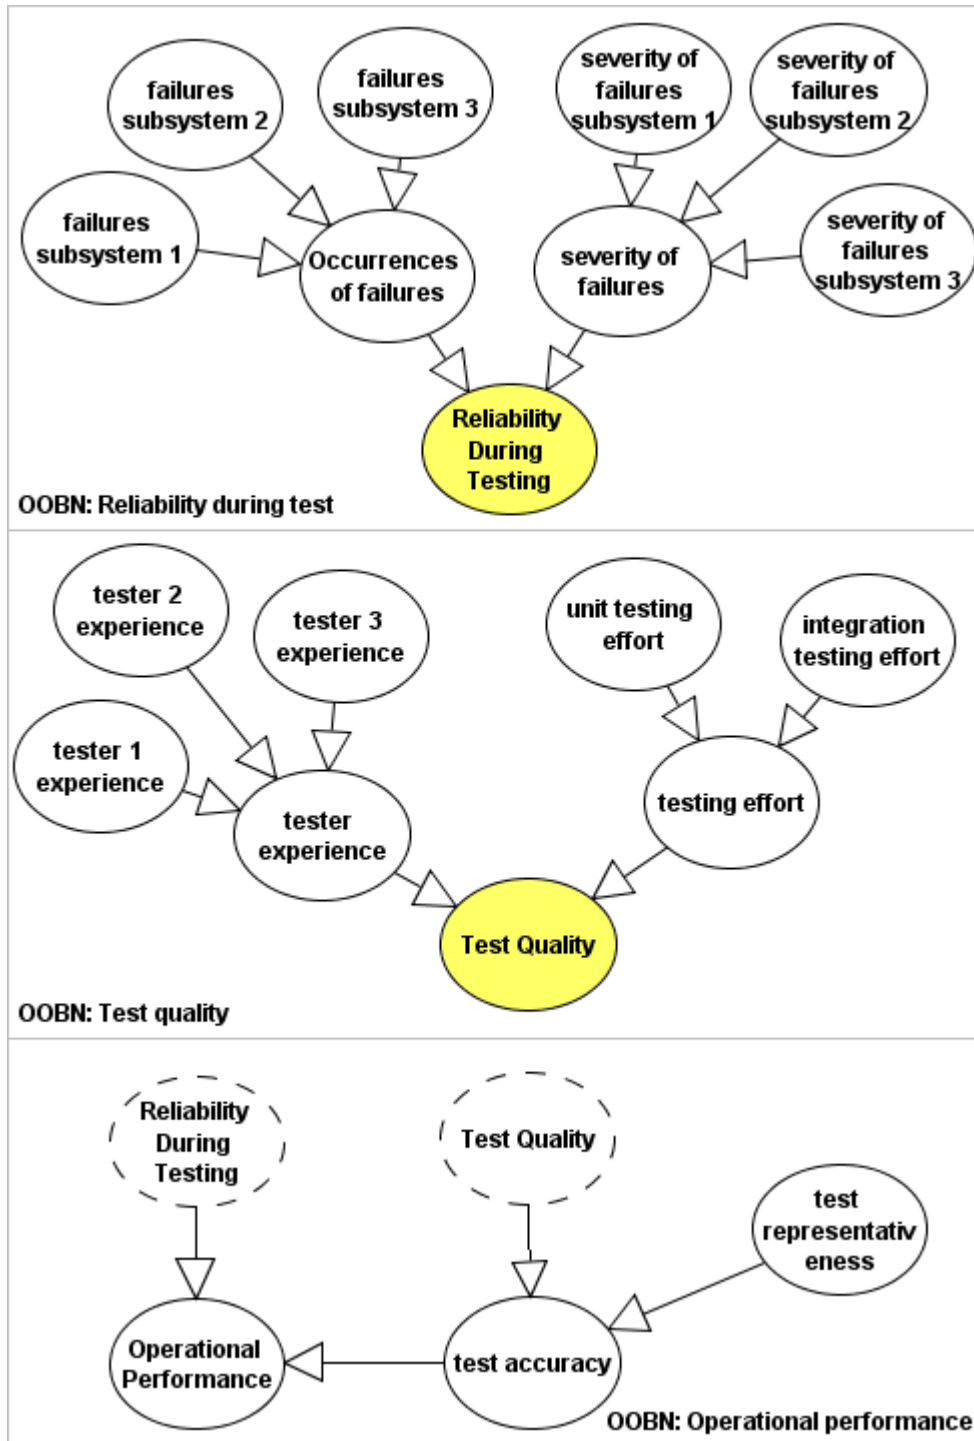 failures
subsystem 2
failures
subsystem 3
severity of
failures
subsystem 1
severity of
failures
subsystem 2
failures
subsystem 1
Occurrences
of failures
severity of
failures
severity of
failures
subsystem 3
Reliability
During
Testing
OOBN: Reliability during test
tester 2
experience
tester 3
experience
unit testing
effort
integration
testing effort
tester 1
experience
tester
experience
testing effort
Test Quality
OOBN: Test quality
Reliability
During
Testing
Test Quality
test
representativ
eness
Operational
Performance
test accuracy
OOBN: Operational performance